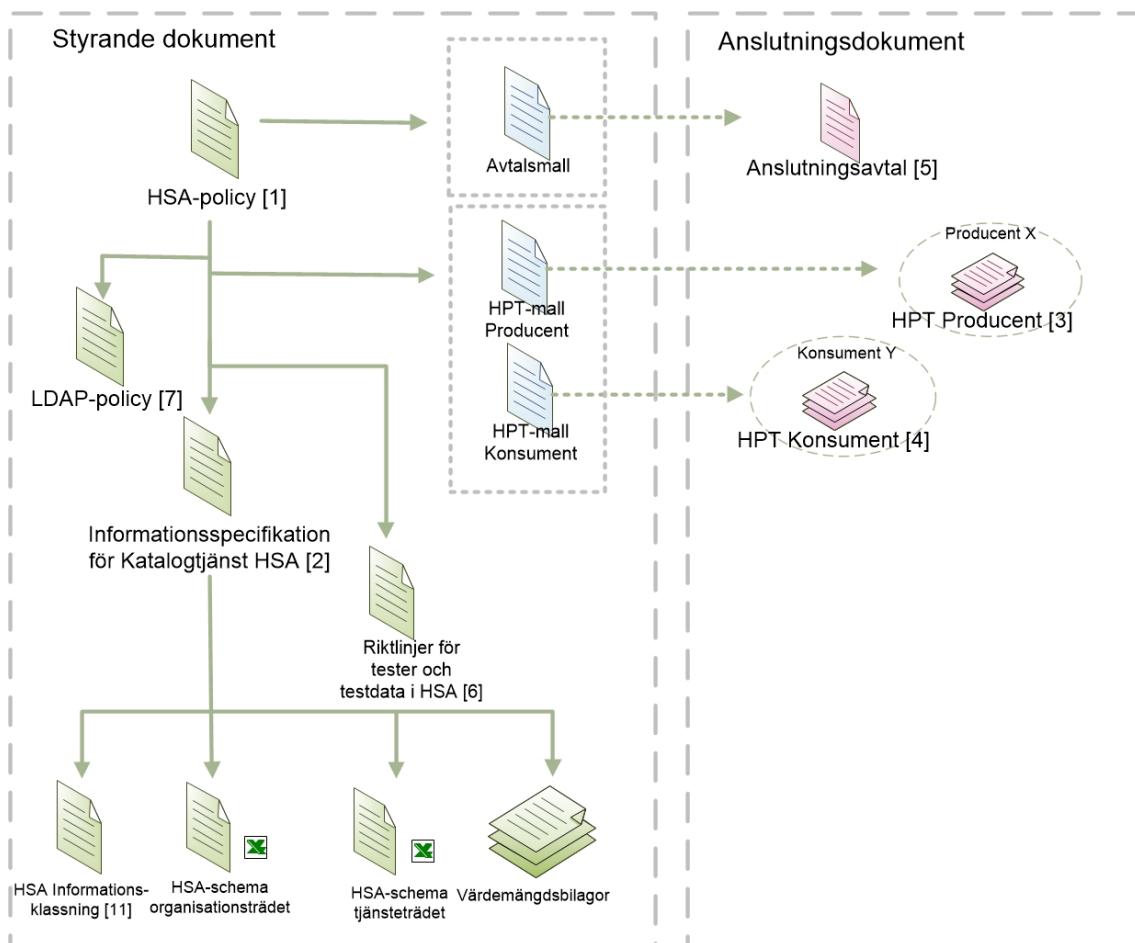 Styrande dokument
Anslutningsdokument
HSA-policy [1]
Avtalsmall
Anslutningsavtal [5]
Producent X
HPT-mall
Producent
HPT Producent [3]
LDAP-policy [7]
Konsument Y
HPT-mall
Konsument
HPT Konsument [4]
Informationsspecifikation
för Katalogtjänst HSA [2]
Riktlinjer för
tester och
testdata i HSA [6]
HSA Informations-
klassning [11]
HSA-schema
organisationsträdet
HSA-schema
tjänsteträdet
Värdemängdsbilagor